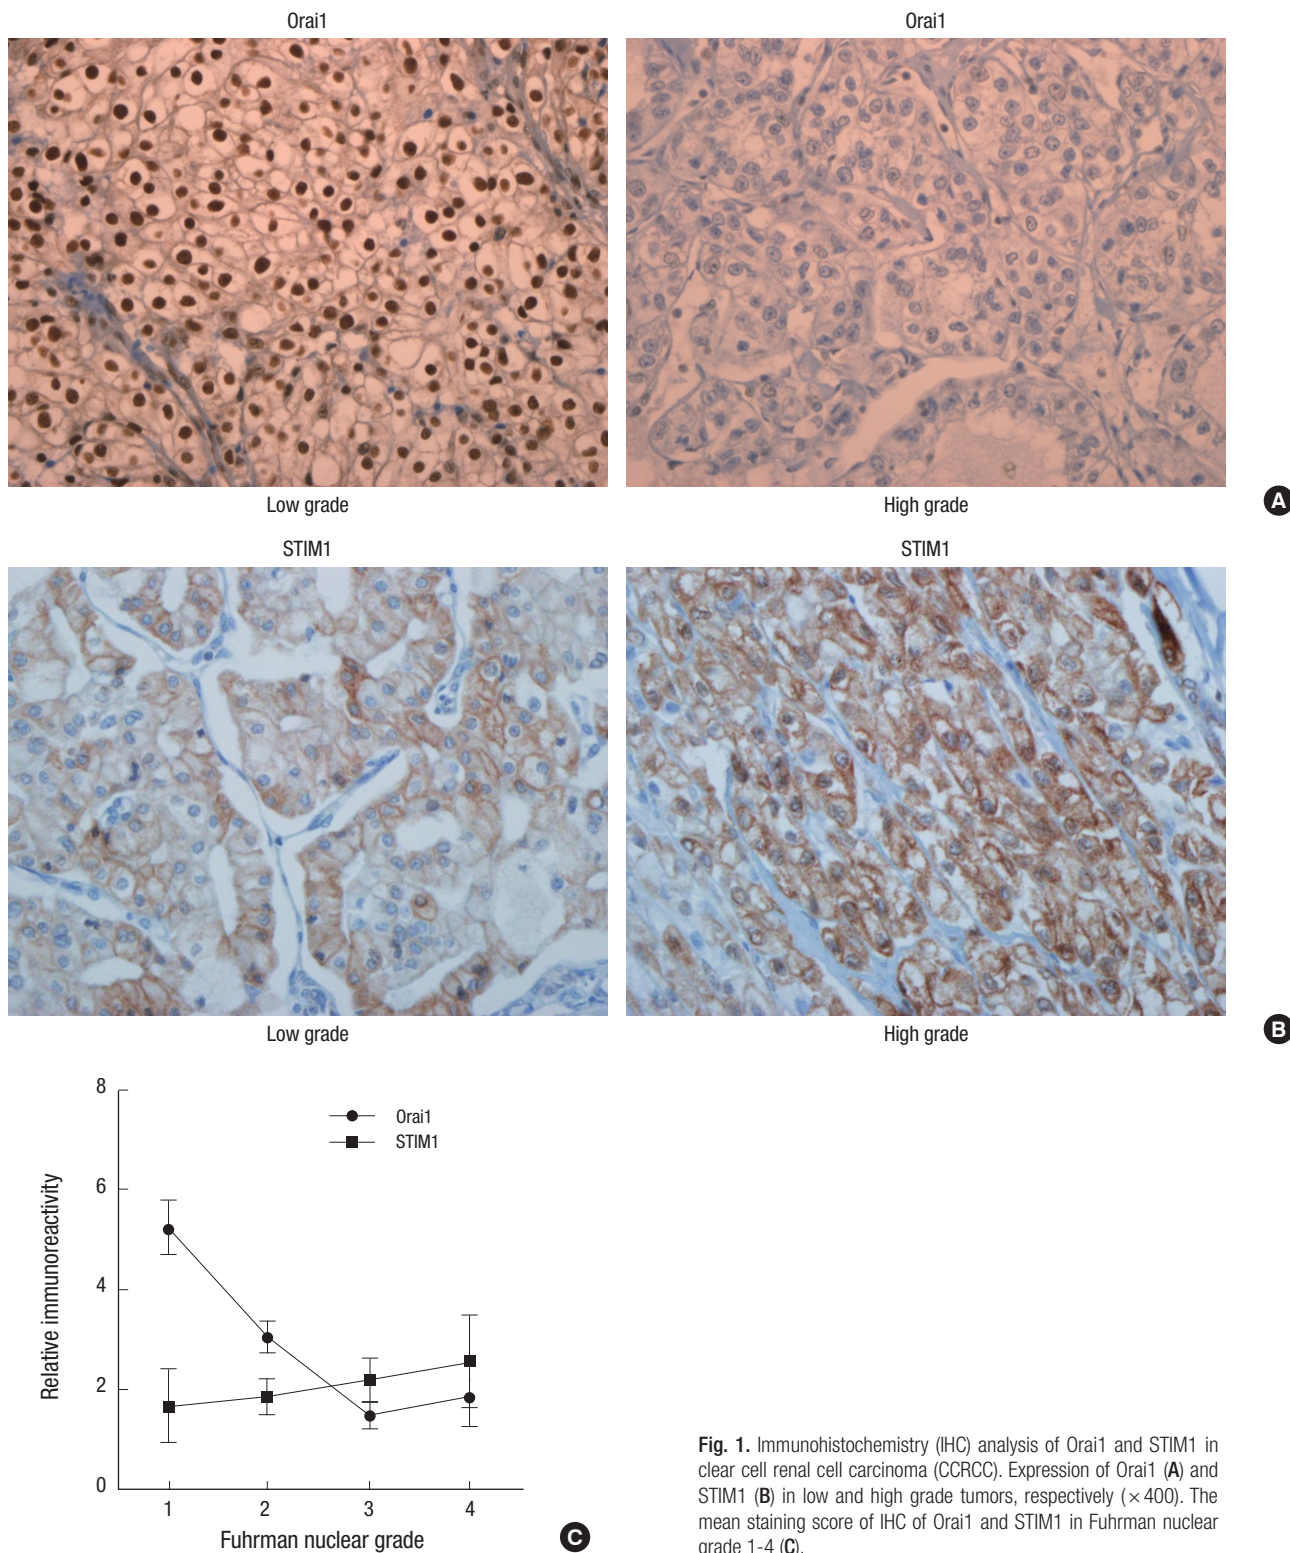 Orai1
Orai1
Low grade
High grade
A
STIM1
STIM1
Low grade
High grade
B
8
Orai1
STIM1
6
4
2
0
Relative immunoreactivity
1
2
3
4
Fuhrman nuclear grade
C
Fig. 1. Immunohistochemistry (IHC) analysis of Orai1 and STIM1 in
clear cell renal cell carcinoma (CCRCC). Expression of Orai1 (A) and
STIM1 (B) in low and high grade tumors, respectively (×400). The
mean staining score of IHC of Orai1 and STIM1 in Fuhrman nuclear
grade 1-4 (C).